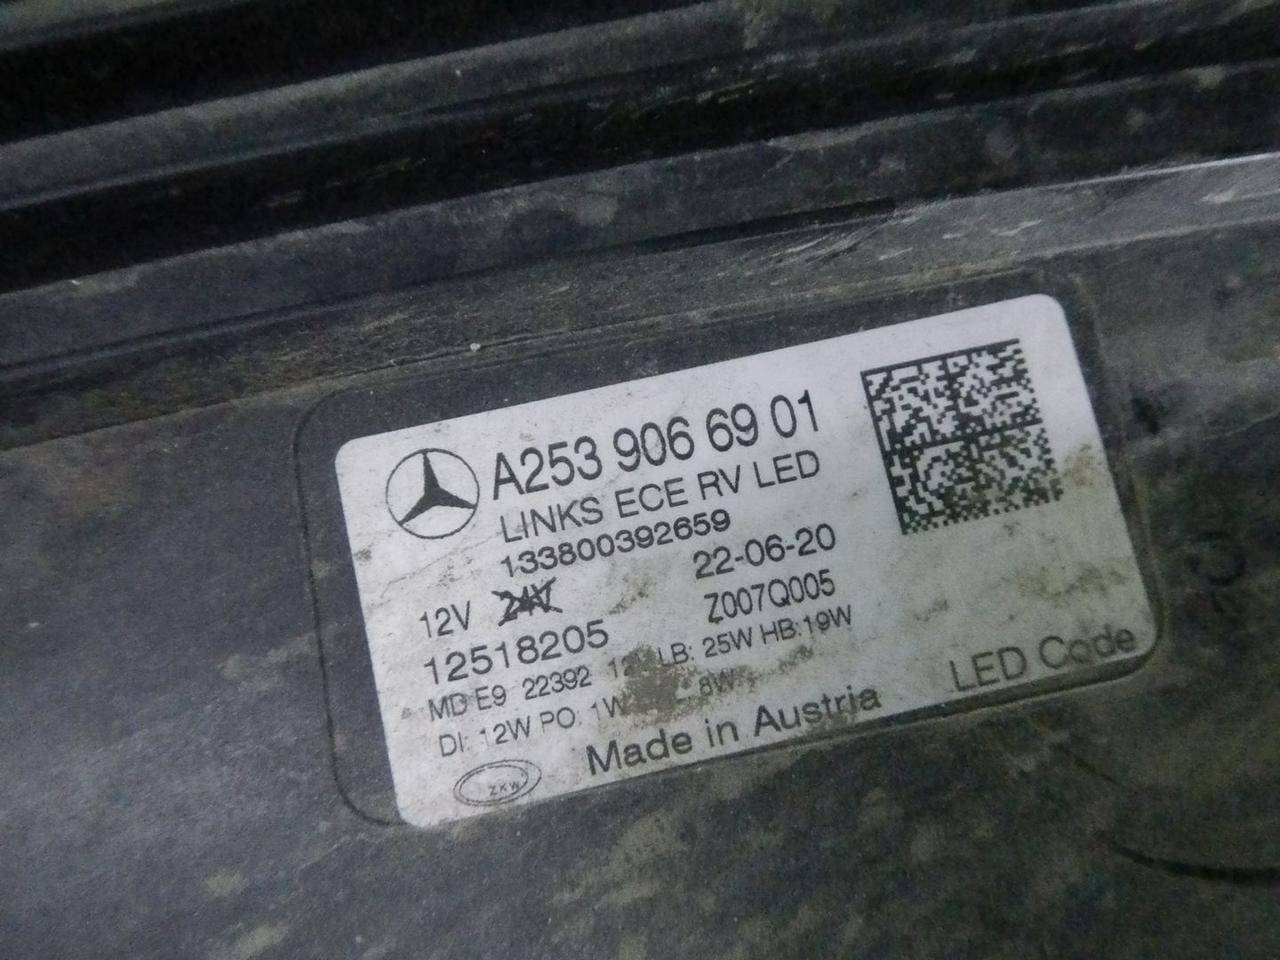 A253 906 69 01
LINKS ECE RV LED
133800392659
12V 24V 22-06-20
12518205 Z007Q005
MD E9 22392 LB: 25W HB:19W
DI: 12W PO: 1W 8W
Made in Austria LED Code
ZKW